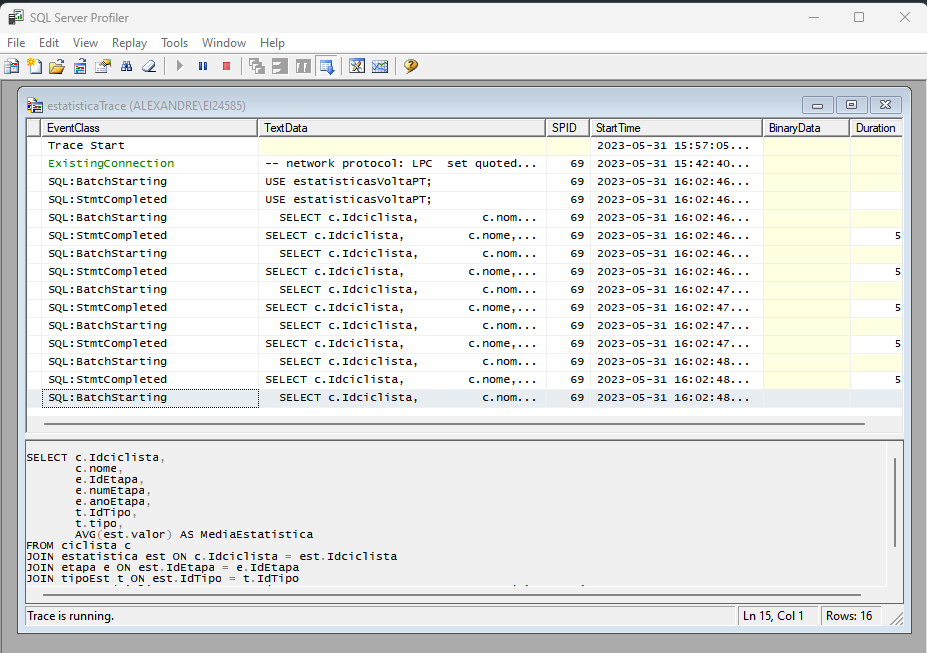 SQL Server Profiler
File Edit View Replay Tools Window Help
estatisticaTrace (ALEXANDRE\EI24585)
EventClass TextData SPID StartTime BinaryData Duration
Trace Start 2023-05-31 15:57:05...
ExistingConnection -- network protocol: LPC set quoted... 69 2023-05-31 15:42:40...
SQL:BatchStarting USE estatisticasVoltaPT; 69 2023-05-31 16:02:46...
SQL:StmtCompleted USE estatisticasVoltaPT; 69 2023-05-31 16:02:46...
SQL:BatchStarting SELECT c.Idciclista, c.nom... 69 2023-05-31 16:02:46...
SQL:StmtCompleted SELECT c.Idciclista, c.nome,... 69 2023-05-31 16:02:46... 5
SQL:BatchStarting SELECT c.Idciclista, c.nom... 69 2023-05-31 16:02:46...
SQL:StmtCompleted SELECT c.Idciclista, c.nome,... 69 2023-05-31 16:02:46... 5
SQL:BatchStarting SELECT c.Idciclista, c.nom... 69 2023-05-31 16:02:47...
SQL:StmtCompleted SELECT c.Idciclista, c.nome,... 69 2023-05-31 16:02:47... 5
SQL:BatchStarting SELECT c.Idciclista, c.nom... 69 2023-05-31 16:02:47...
SQL:StmtCompleted SELECT c.Idciclista, c.nome,... 69 2023-05-31 16:02:47... 5
SQL:BatchStarting SELECT c.Idciclista, c.nom... 69 2023-05-31 16:02:48...
SQL:StmtCompleted SELECT c.Idciclista, c.nome,... 69 2023-05-31 16:02:48... 5
SQL:BatchStarting SELECT c.Idciclista, c.nom... 69 2023-05-31 16:02:48...
SELECT c.Idciclista,
c.nome,
e.IdEtapa,
e.numEtapa,
e.anoEtapa,
t.IdTipo,
t.tipo,
AVG(est.valor) AS MediaEstatistica
FROM ciclista c
JOIN estatistica est ON c.Idciclista = est.Idciclista
JOIN etapa e ON est.IdEtapa = e.IdEtapa
JOIN tipoEst t ON est.IdTipo = t.IdTipo
Trace is running. Ln 15, Col 1 Rows: 16